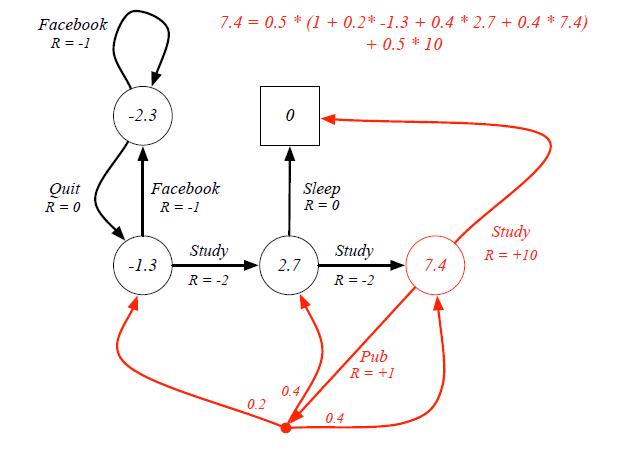 Facebook
R = -1
7.4 = 0.5 * (1 + 0.2* -1.3 + 0.4 * 2.7 + 0.4 * 7.4)
+ 0.5 * 10
-2.3
0
Quit
R = 0
Facebook
R = -1
Sleep
R = 0
Study
R = +10
-1.3
Study
R = -2
2.7
Study
R = -2
7.4
Pub
R = +1
0.2
0.4
0.4